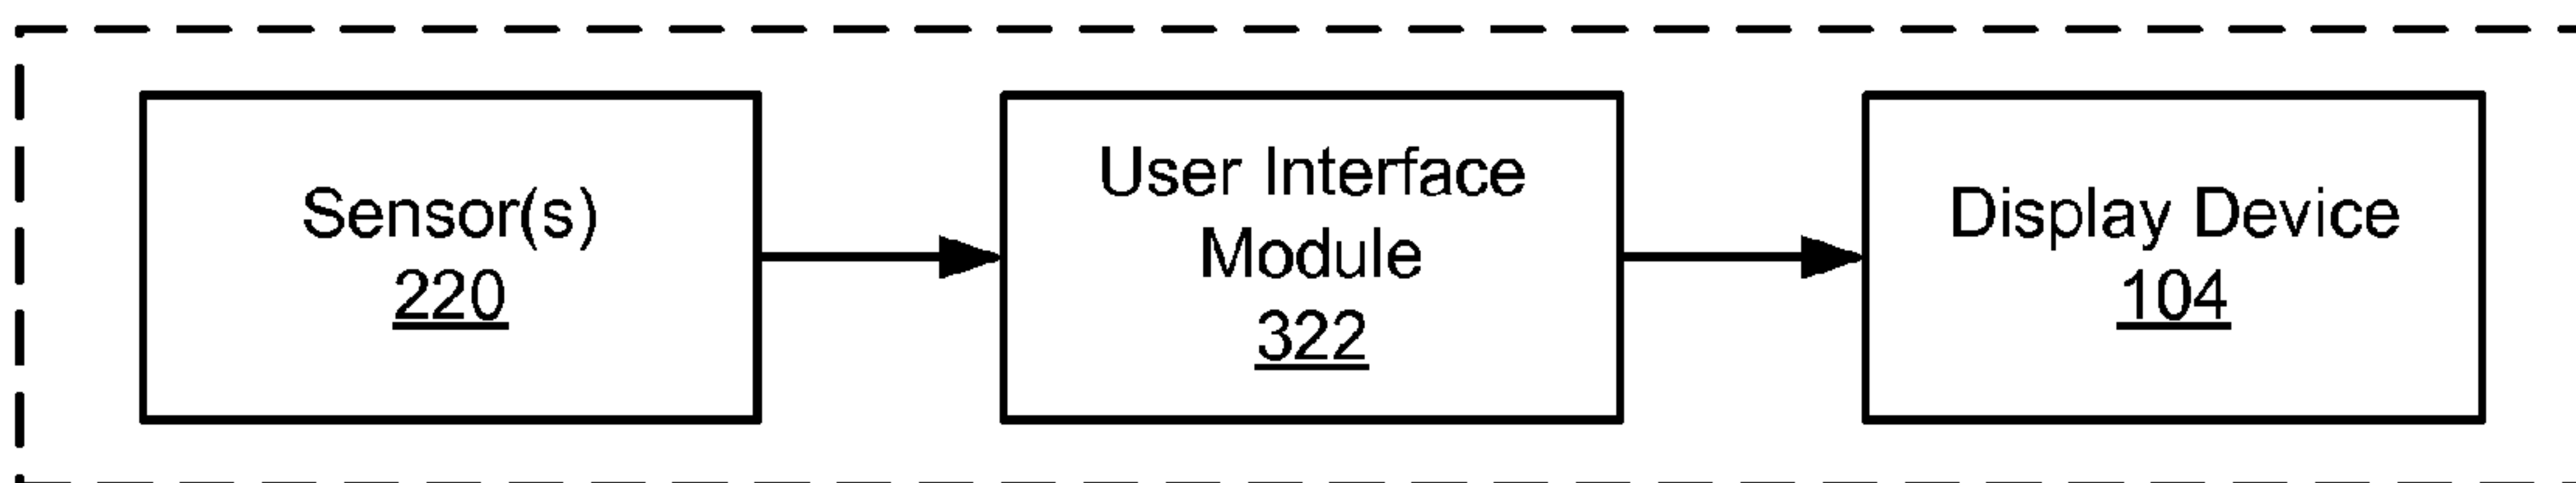 Sensor(s)
220
User Interface
Module
322
Display Device
104